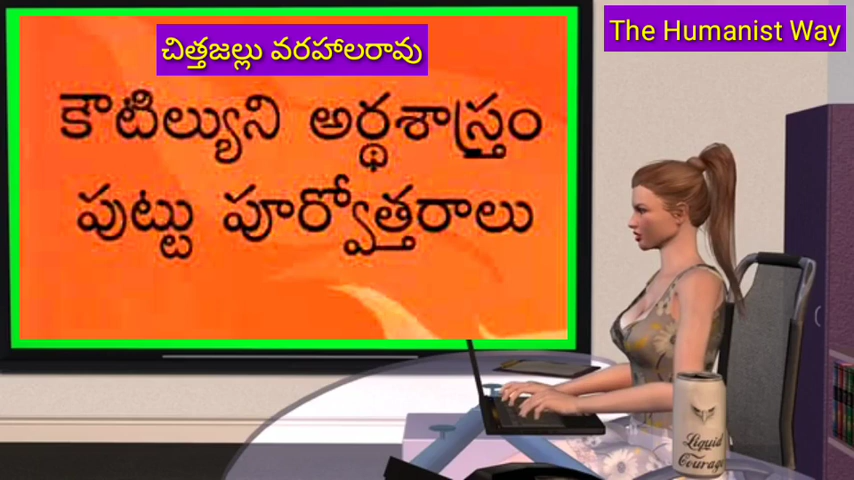 చిత్తజల్లు వరహాలరావు
The Humanist Way
కౌటిల్యుని అర్థశాస్త్రం
పుట్టు పూర్వోత్తరాలు
Liquid
Courage